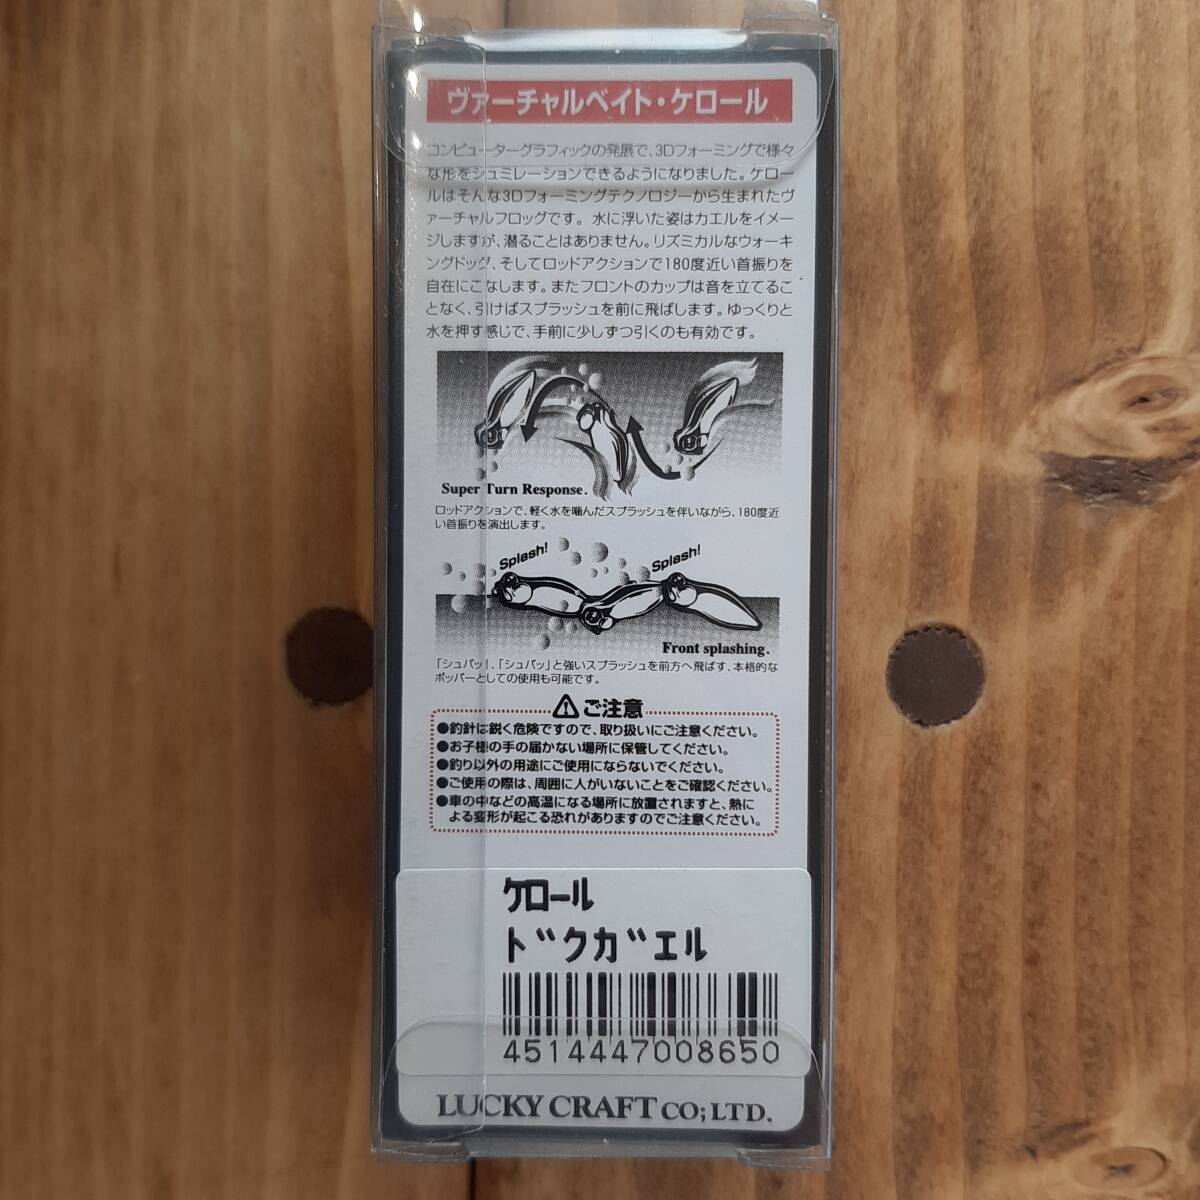 ヴァーチャルベイト・ケロール
コンピューターグラフィックの発展で、3Dフォーミングで様々
な形をシュミレーションできるようになりました。ケロー
ルはそんな3Dフォーミングテクノロジーから生まれたヴ
ァーチャルフロッグです。水に浮いた姿はカエルをイメー
ジしますが、潜ることはありません。リズミカルなウォーキ
ングドッグ、そしてロッドアクションで180度近い首振りを
自在にこなします。またフロントのカップは音を立てるこ
となく、引けばスプラッシュを前に飛ばします。ゆっくりと
水を押す感じで、手前に少しずつ引くのも有効です。
Super Turn Response.
ロッドアクションで、軽く水を噛んだスプラッシュを伴いながら、180度近
い首振りを演出します。
Splash!
Splash!
Front splashing.
「シュパッ」、「シュパッ」と強いスプラッシュを前方へ飛ばす、本格的な
ポッパーとしての使用も可能です。
⚠ご注意
●釣針は鋭く危険ですので、取り扱いにご注意ください。
●お子様の手の届かない場所に保管してください。
●釣り以外の用途にご使用にならないでください。
●ご使用の際は、周囲に人がいないことをご確認ください。
●車の中などの高温になる場所に放置されますと、熱に
よる変形が起こる恐れがありますのでご注意ください。
ケロール
ドクガエル
4514447008650
LUCKY CRAFT CO; LTD.